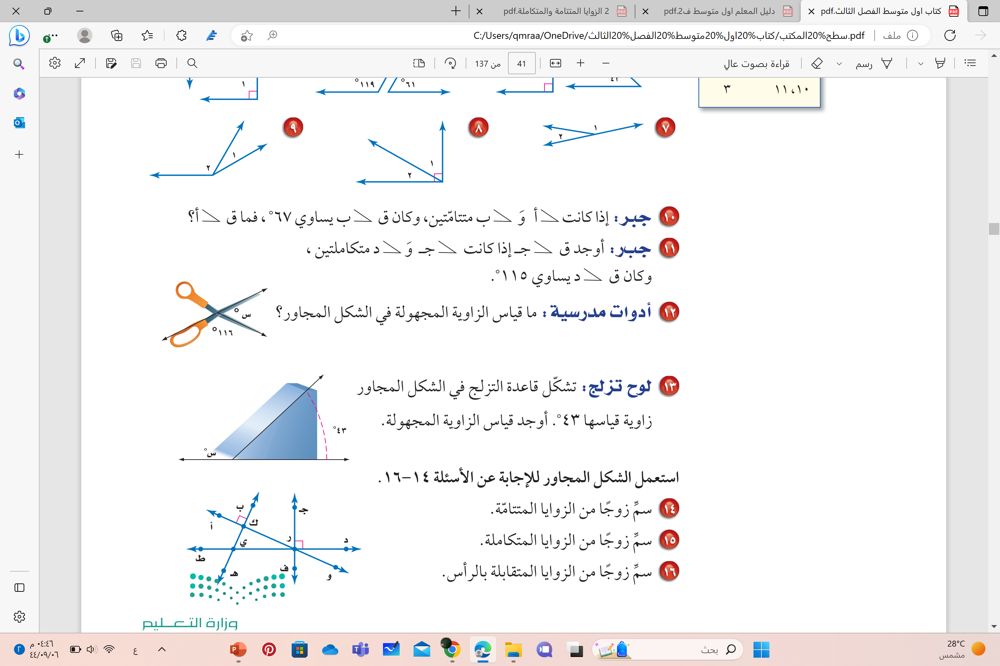 كتاب اول متوسط الفصل الثالث.pdf
دليل المعلم اول متوسط ف2.pdf
2 الزوايا المتتامة والمتكاملة.pdf
ملف
C:/Users/qmraa/OneDrive/سطح%20المكتب/كتاب%20اول%20متوسط%20الفصل%20الثالث.pdf
رسم
قراءة بصوت عالٍ
41
من 137
١٠، ١١ ٣
٤٣
°٦١
°١١٩
١
٧
١
٢
٨
١
٢
٩
١
٢
١٠ جبر: إذا كانت ∠أ وَ ∠ب متتامّتين، وكان ق ∠ب يساوي ٦٧°، فما ق ∠أ؟
١١ جبر: أوجد ق ∠جـ إذا كانت ∠جـ وَ ∠د متكاملتين ،
وكان ق ∠د يساوي ١١٥°.
١٢ أدوات مدرسية : ما قياس الزاوية المجهولة في الشكل المجاور؟
س°
١١٦°
١٣ لوح تزلج: تشكّل قاعدة التزلج في الشكل المجاور
زاوية قياسها ٤٣°. أوجد قياس الزاوية المجهولة.
٤٣°
س°
استعمل الشكل المجاور للإجابة عن الأسئلة ١٤-١٦.
١٤ سمِّ زوجًا من الزوايا المتتامّة.
١٥ سمِّ زوجًا من الزوايا المتكاملة.
١٦ سمِّ زوجًا من الزوايا المتقابلة بالرأس.
ب
جـ
أ
ك
ر
د
ي
ط
ف
هـ
و
وزارة التعليم
28°C
مشمس
بحث
ع
٠٤:٤٦ م
٤٤/٠٩/٠٦
٢